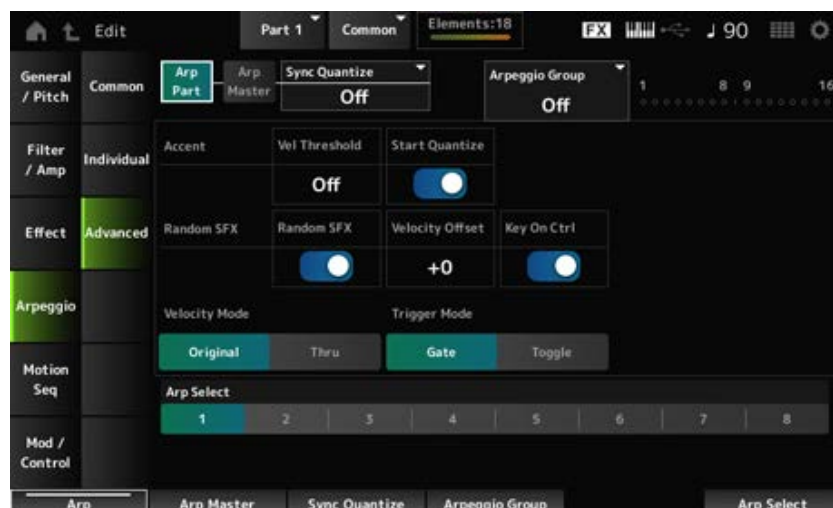 Edit
Part 1
Common
Elements:18
FX
90
General / Pitch
Common
Arp Part
Arp Master
Sync Quantize
Off
Arpeggio Group
Off
1 8 9 16
Filter / Amp
Individual
Accent
Vel Threshold
Off
Start Quantize
Effect
Advanced
Random SFX
Random SFX
Velocity Offset
+0
Key On Ctrl
Arpeggio
Velocity Mode
Trigger Mode
Original
Thru
Gate
Toggle
Motion Seq
Arp Select
1 2 3 4 5 6 7 8
Mod / Control
Arp
Arp Master
Sync Quantize
Arpeggio Group
Arp Select